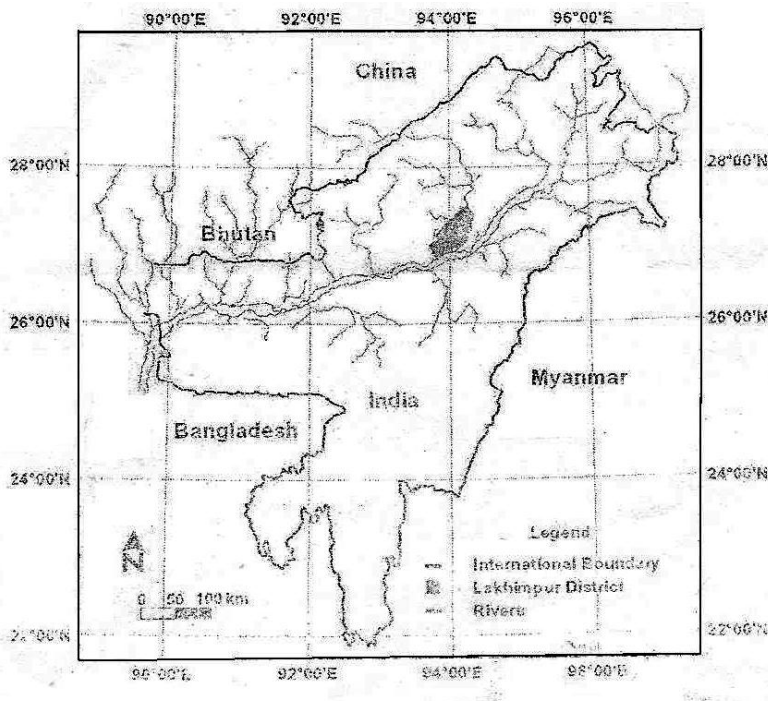 90°00'E 92°00'E 94°00'E 96°00'E
China
28°00'N 28°00'N
Bhutan
26°00'N 26°00'N
Myanmar
India
Bangladesh
24°00'N 24°00'N
Legend
N
International Boundary
Lakhimpur District
0 50 100 km
Rivers
22°00'N 22°00'N
90°00'E 92°00'E 94°00'E 96°00'E